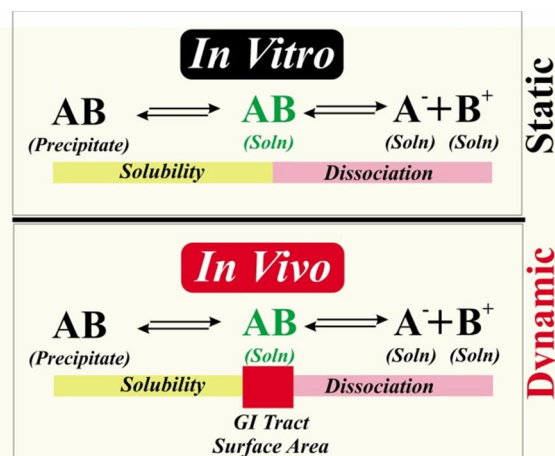 In Vitro
AB ⇌ AB ⇌ A⁻+B⁺
(Precipitate) (Soln) (Soln) (Soln)
Solubility Dissociation
Static
In Vivo
AB ⇌ AB ⇌ A⁻+B⁺
(Precipitate) (Soln) (Soln) (Soln)
Solubility Dissociation
GI Tract
Surface Area
Dynamic